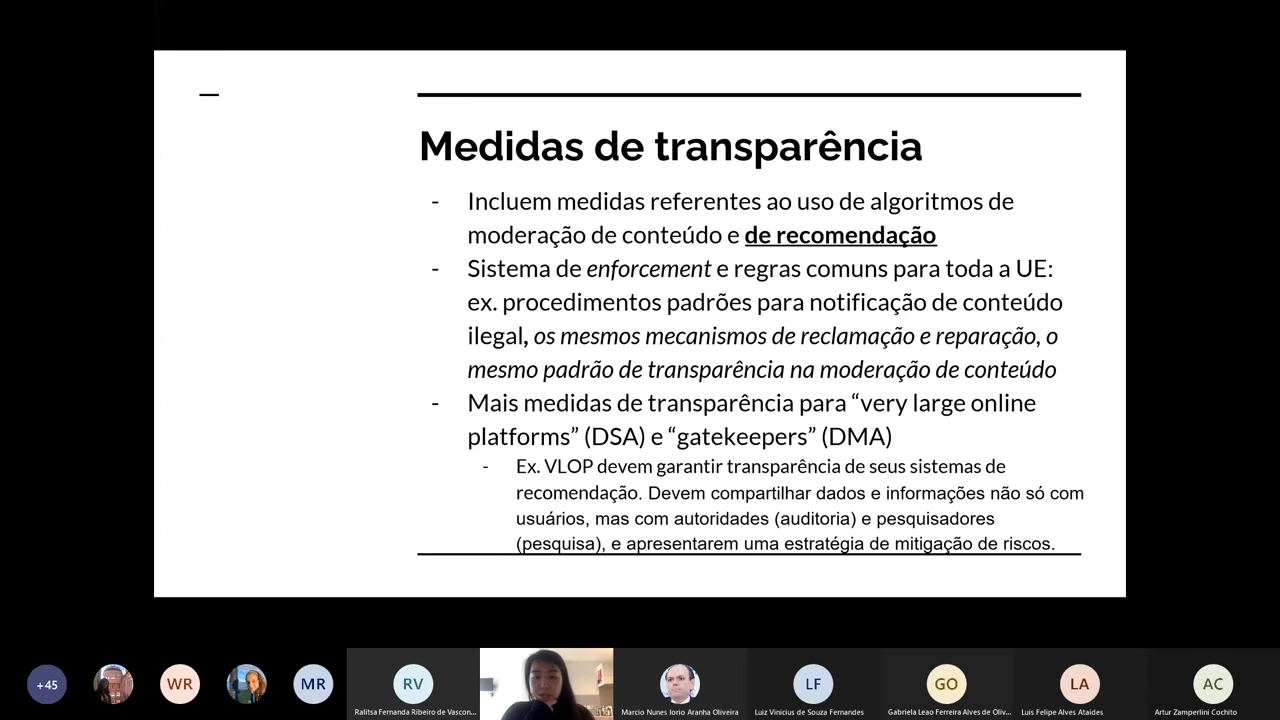 Medidas de transparência
- Incluem medidas referentes ao uso de algoritmos de
moderação de conteúdo e de recomendação
- Sistema de enforcement e regras comuns para toda a UE:
ex. procedimentos padrões para notificação de conteúdo
ilegal, os mesmos mecanismos de reclamação e reparação, o
mesmo padrão de transparência na moderação de conteúdo
- Mais medidas de transparência para “very large online
platforms” (DSA) e “gatekeepers” (DMA)
- Ex. VLOP devem garantir transparência de seus sistemas de
recomendação. Devem compartilhar dados e informações não só com
usuários, mas com autoridades (auditoria) e pesquisadores
(pesquisa), e apresentarem uma estratégia de mitigação de riscos.
+45
WR
MR
RV
LF
GO
LA
AC
Ralitsa Fernanda Ribeiro de Vascon...
Marcio Nunes Iorio Aranha Oliveira
Luiz Vinicius de Souza Fernandes
Gabriela Leao Ferreira Alves de Oliv...
Luis Felipe Alves Ataides
Artur Zamperlini Cochito